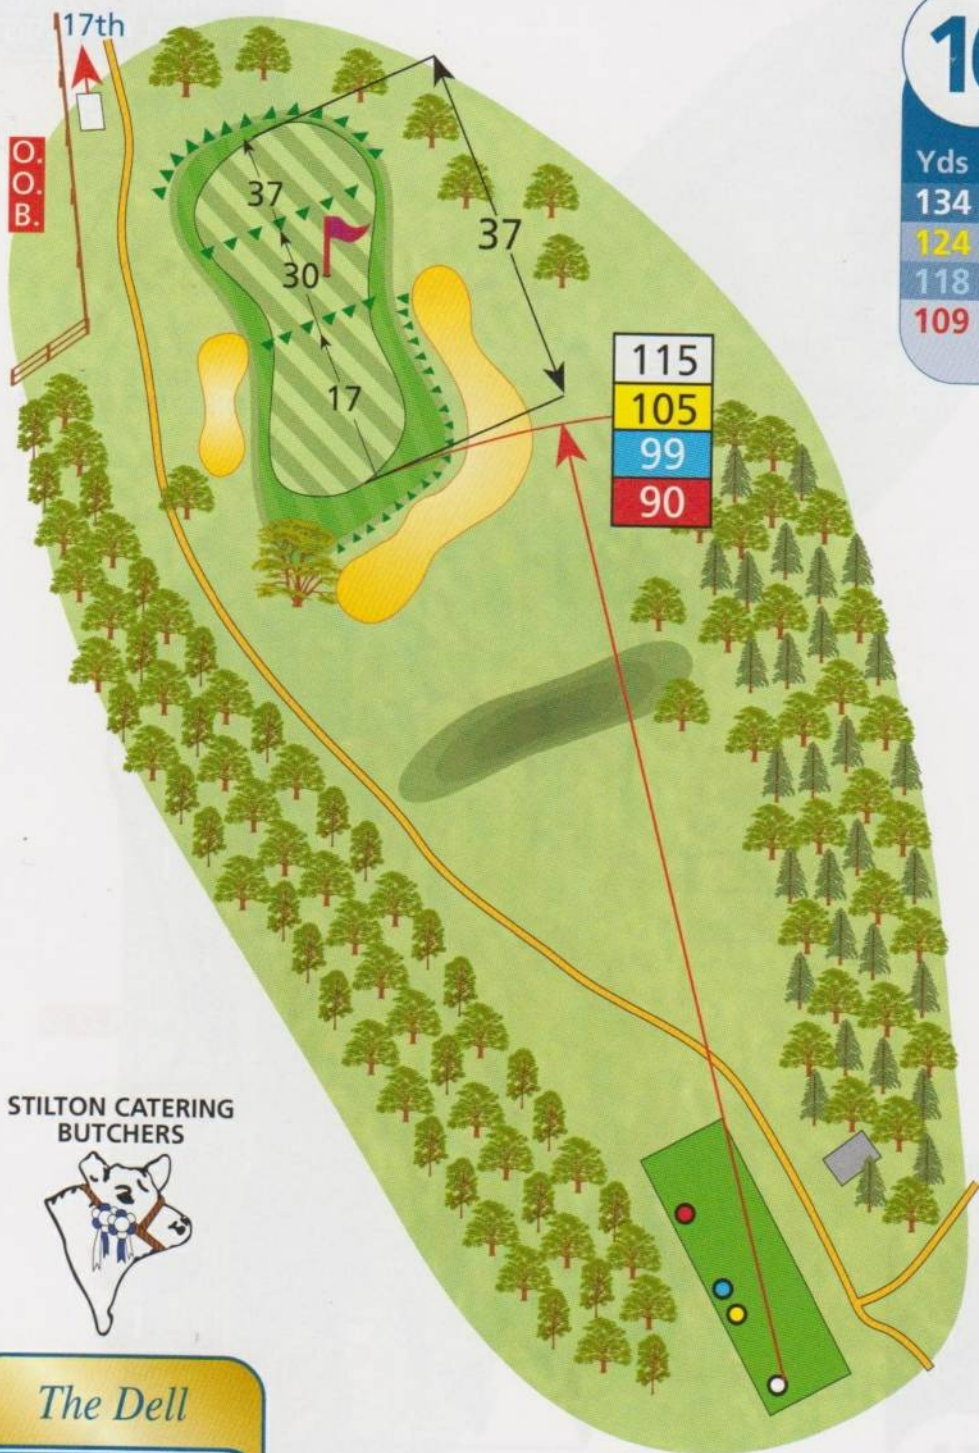 17th
O.
O.
B.
Yds
134
124
118
109
37
37
30
17
115
105
99
90
STILTON CATERING
BUTCHERS
The Dell